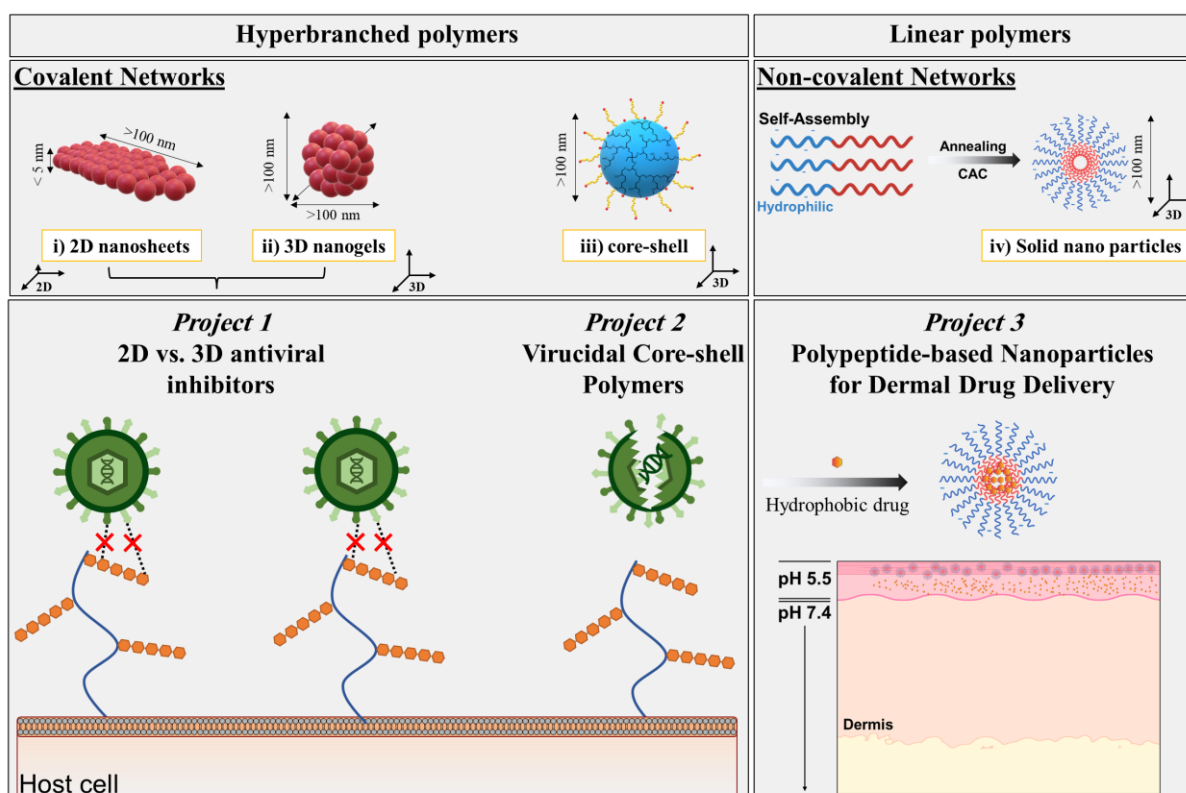 Hyperbranched polymers
Linear polymers
Covalent Networks
>100 nm
< 5 nm
>100 nm
>100 nm
>100 nm
i) 2D nanosheets
ii) 3D nanogels
iii) core-shell
2D
3D
3D
Non-covalent Networks
Self-Assembly
Hydrophilic
Annealing
CAC
>100 nm
3D
iv) Solid nano particles
Project 1
2D vs. 3D antiviral
inhibitors
Project 2
Virucidal Core-shell
Polymers
Host cell
Project 3
Polypeptide-based Nanoparticles
for Dermal Drug Delivery
Hydrophobic drug
pH 5.5
pH 7.4
Dermis